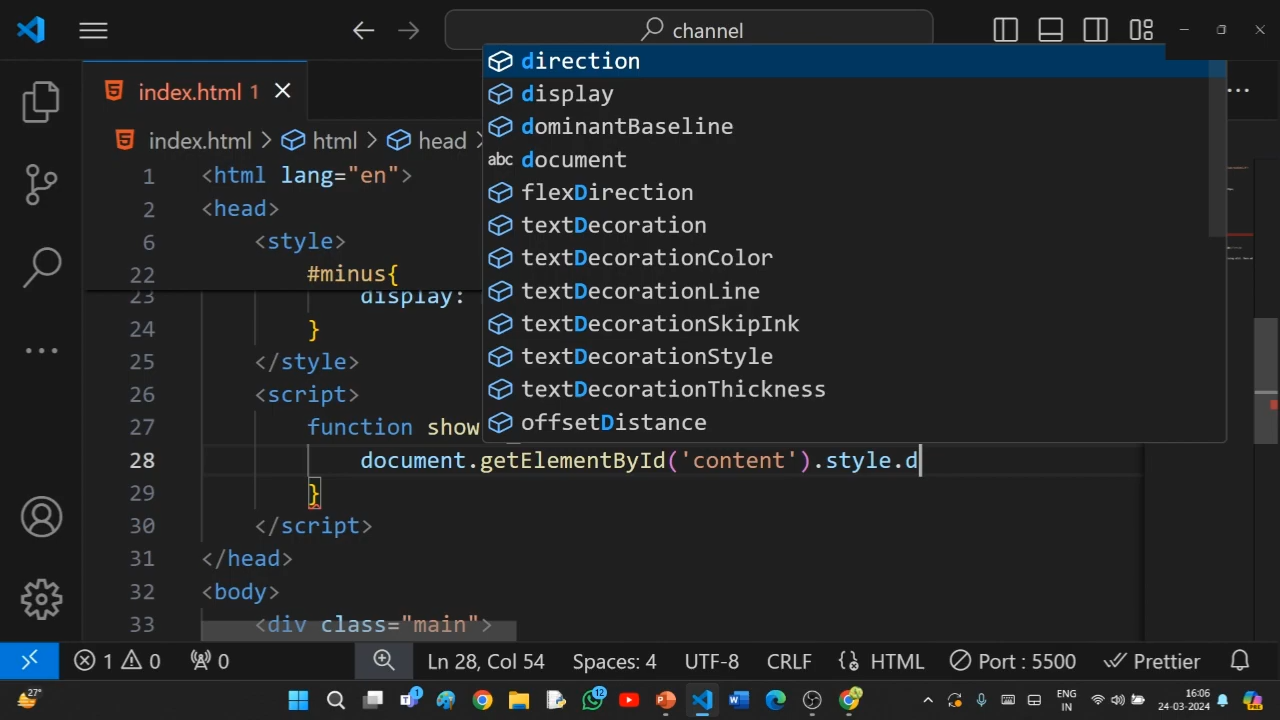 channel
index.html 1
index.html > html > head >
direction
display
dominantBaseline
abc document
flexDirection
textDecoration
textDecorationColor
textDecorationLine
textDecorationSkipInk
textDecorationStyle
textDecorationThickness
offsetDistance
1 <html lang="en">
2 <head>
6 <style>
22 #minus{
23 display:
24 }
25 </style>
26 <script>
27 function show
28 document.getElementById('content').style.d
29 }
30 </script>
31 </head>
32 <body>
33 <div class="main">
1 0 0 Ln 28, Col 54 Spaces: 4 UTF-8 CRLF HTML Port : 5500 Prettier
27° 1 12 ENG IN 16:06 24-03-2024